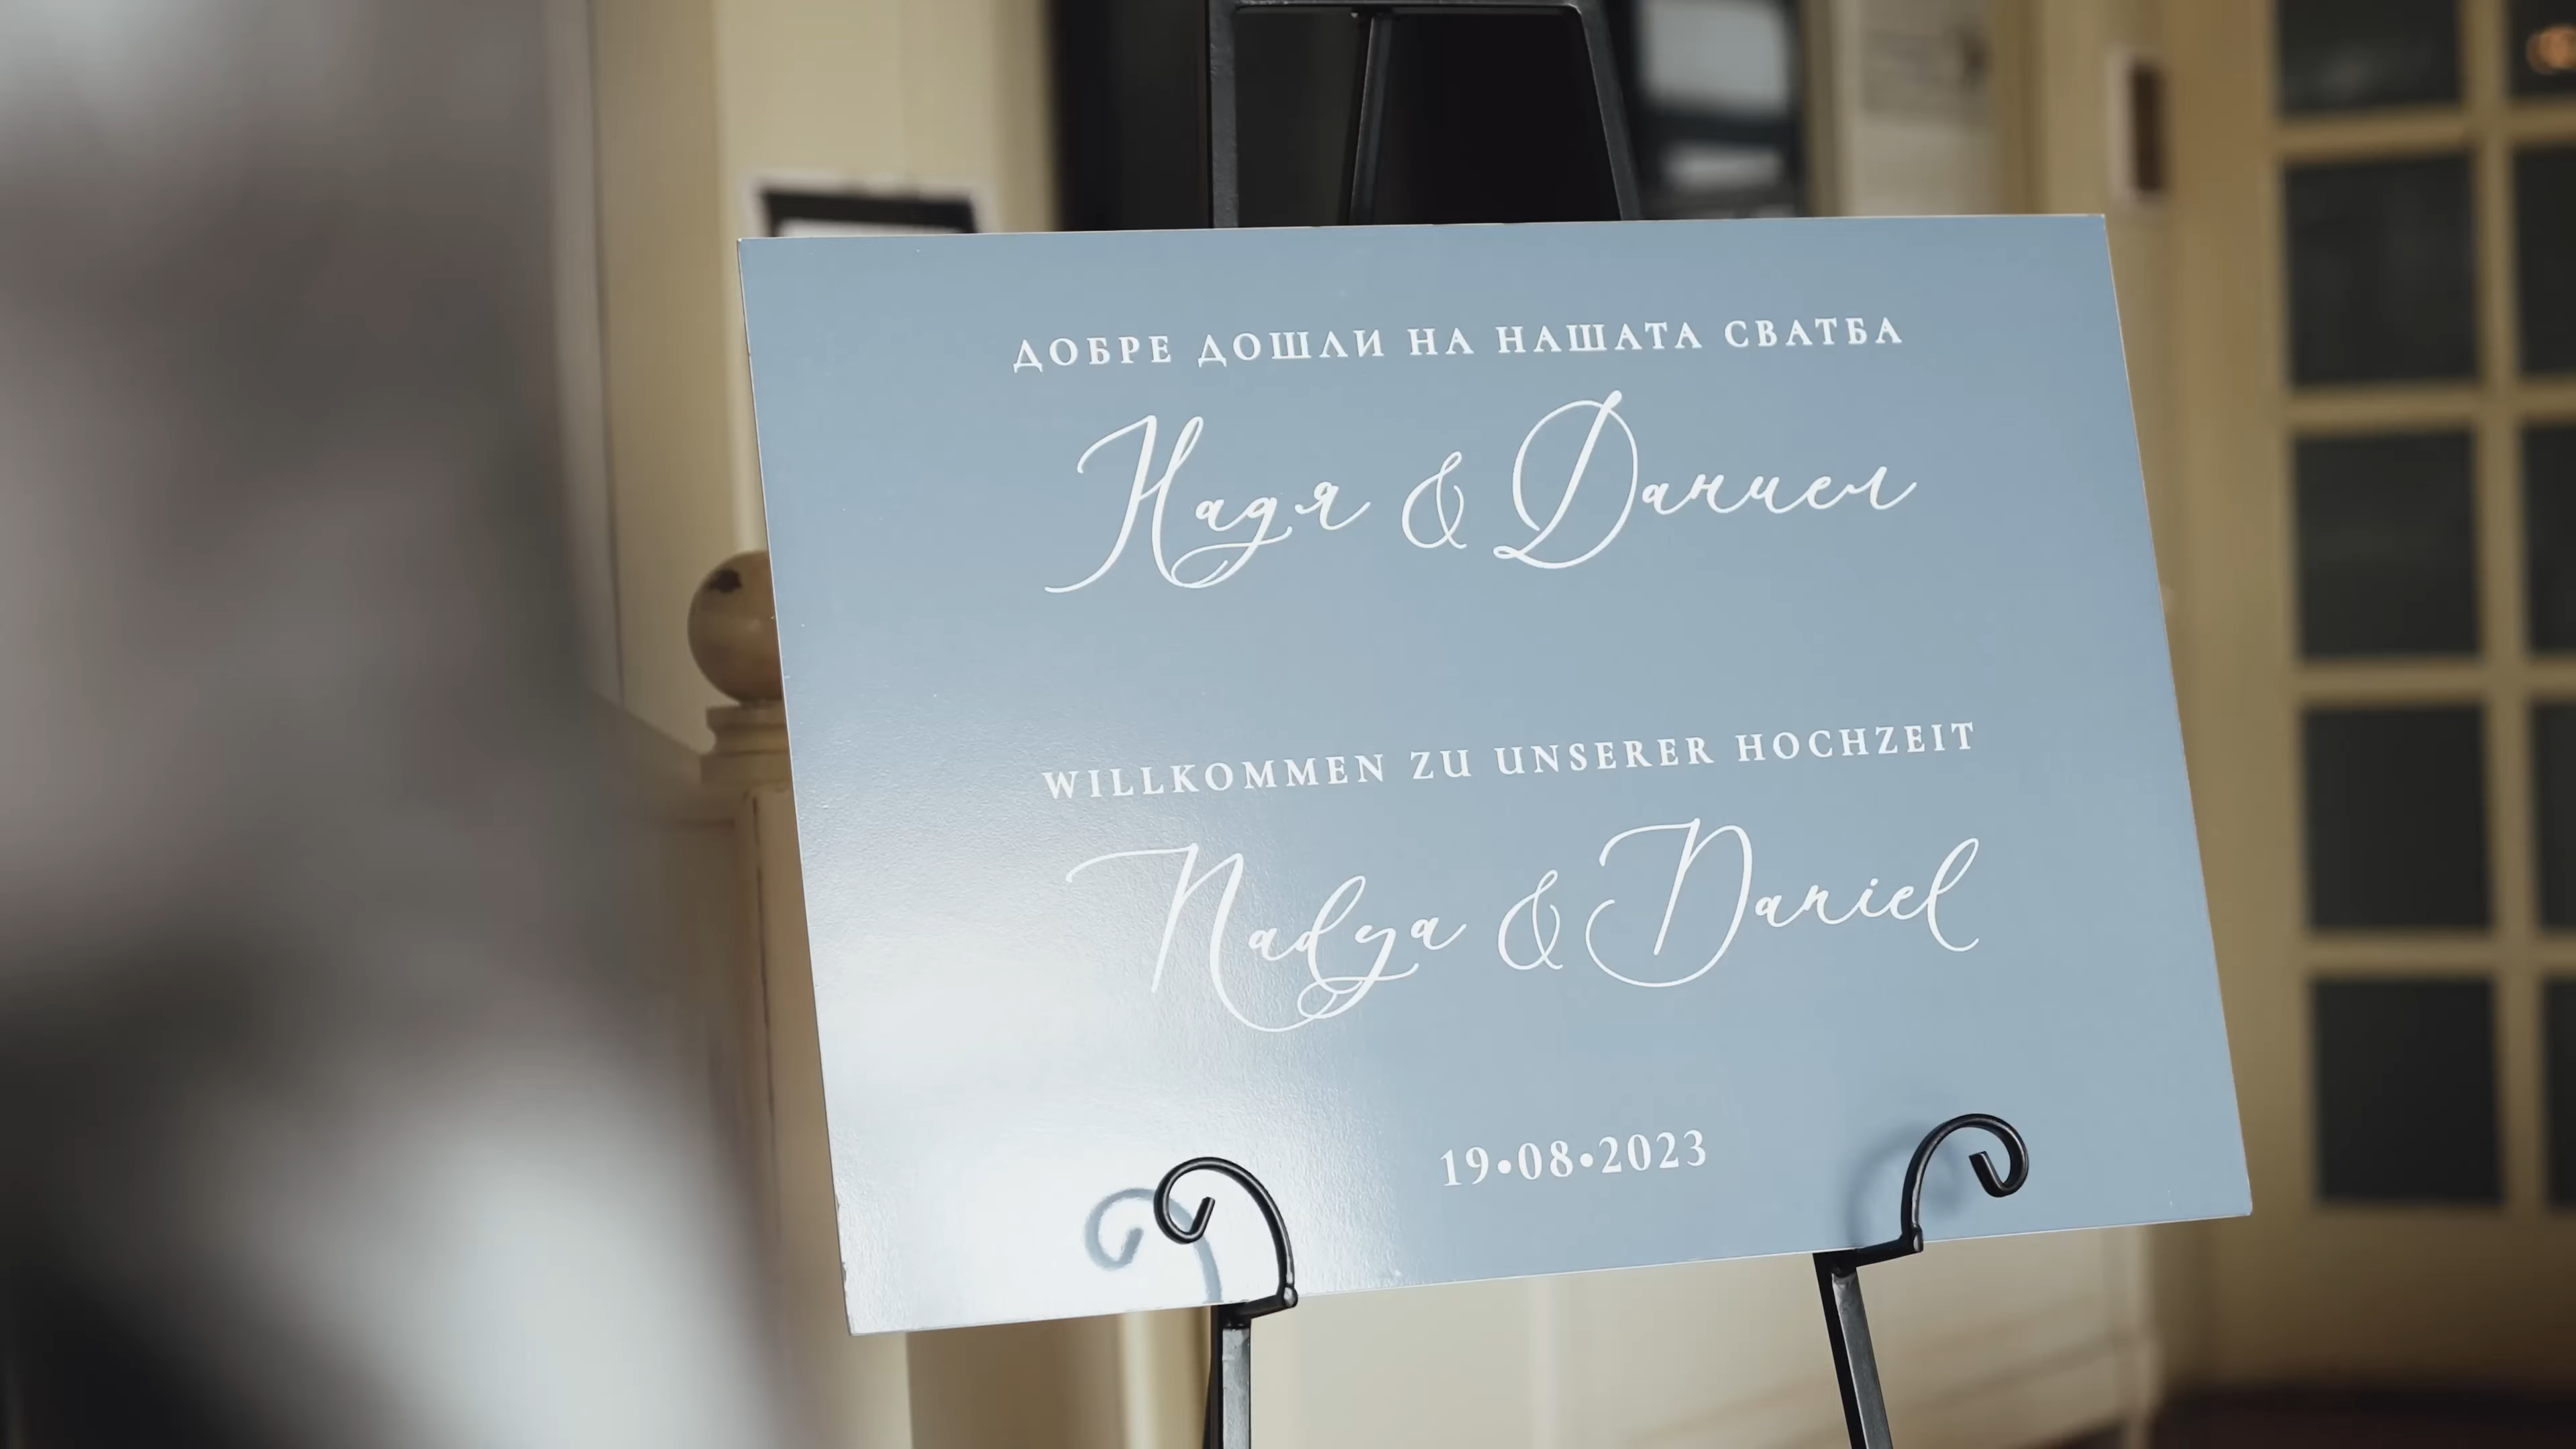 ДОБРЕ ДОШЛИ НА НАШАТА СВАТБА
Надя & Даниел
WILLKOMMEN ZU UNSERER HOCHZEIT
Nadya & Daniel
19•08•2023